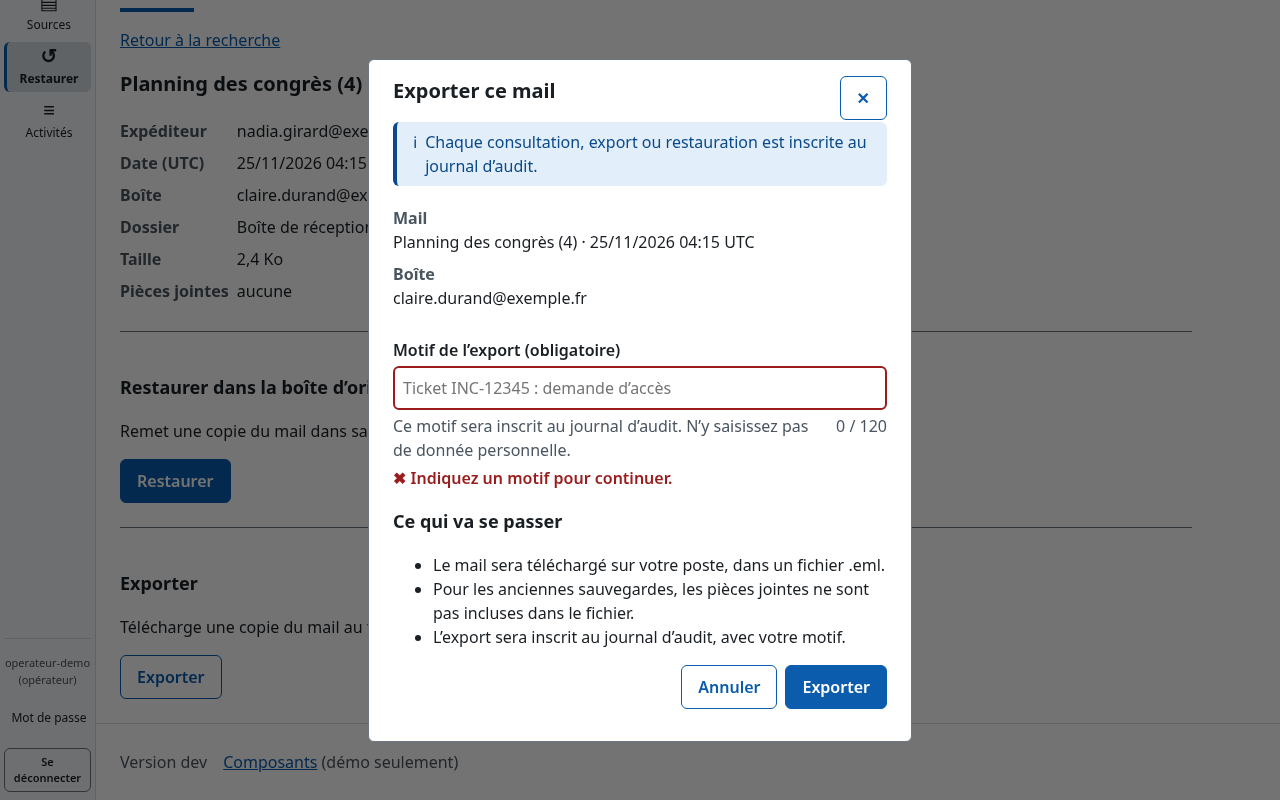 Sources
Restaurer
Activités
operateur-demo
(opérateur)
Mot de passe
Se
déconnecter
Retour à la recherche
Planning des congrès (4)
Expéditeur nadia.girard@exe
Date (UTC) 25/11/2026 04:15
Boîte claire.durand@ex
Dossier Boîte de réception
Taille 2,4 Ko
Pièces jointes aucune
Restaurer dans la boîte d’ori
Remet une copie du mail dans sa
Restaurer
Exporter
Télécharge une copie du mail au
Exporter
Version dev Composants (démo seulement)
Exporter ce mail
×
i Chaque consultation, export ou restauration est inscrite au
journal d’audit.
Mail
Planning des congrès (4) · 25/11/2026 04:15 UTC
Boîte
claire.durand@exemple.fr
Motif de l’export (obligatoire)
Ticket INC-12345 : demande d’accès
Ce motif sera inscrit au journal d’audit. N’y saisissez pas 0 / 120
de donnée personnelle.
✖ Indiquez un motif pour continuer.
Ce qui va se passer
• Le mail sera téléchargé sur votre poste, dans un fichier .eml.
• Pour les anciennes sauvegardes, les pièces jointes ne sont
pas incluses dans le fichier.
• L’export sera inscrit au journal d’audit, avec votre motif.
Annuler Exporter